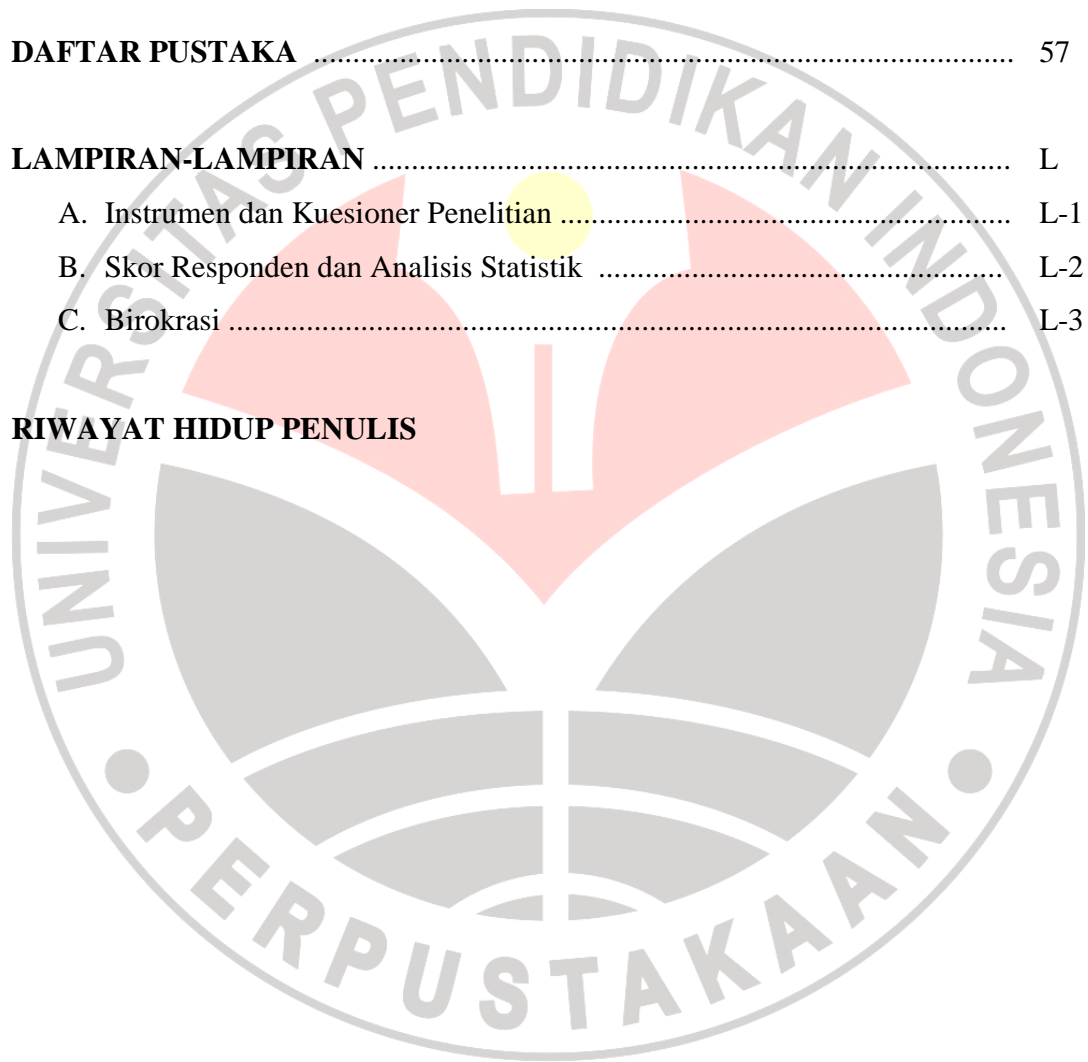 DAFTAR PUSTAKA ........................................................................................... 57
LAMPIRAN-LAMPIRAN .................................................................................. L
A. Instrumen dan Kuesioner Penelitian .......................................................... L-1
B. Skor Responden dan Analisis Statistik .................................................... L-2
C. Birokrasi .................................................................................................... L-3
RIWAYAT HIDUP PENULIS
UNIVERSITAS PENDIDIKAN INDONESIA
PERPUSTAKAAN